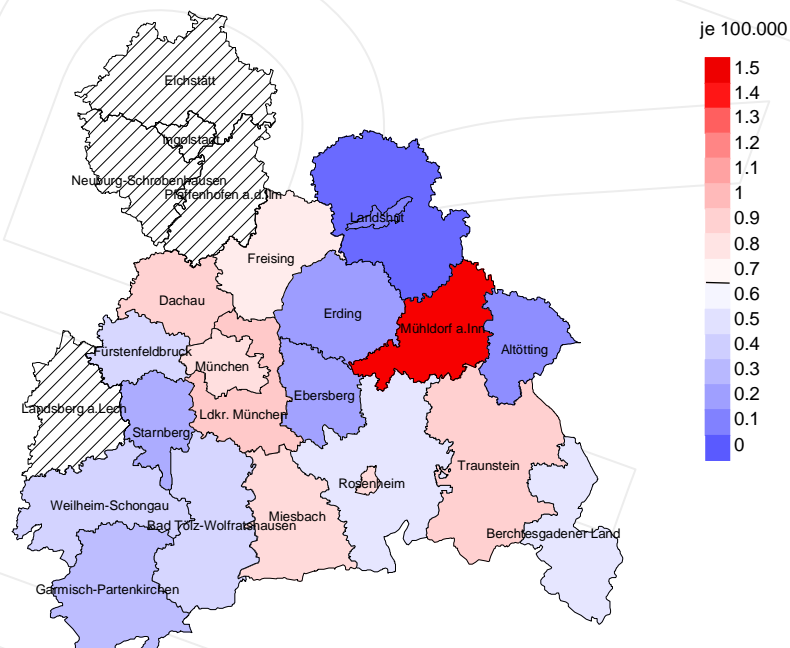 je 100.000
1.5
1.4
1.3
1.2
1.1
1
0.9
0.8
0.7
0.6
0.5
0.4
0.3
0.2
0.1
0
Eichstätt
Ingolstadt
Neuburg-Schrobenhausen
Pfaffenhofen a.d.Ilm
Landshut
Freising
Dachau
Erding
Mühldorf a.Inn
Altötting
Fürstenfeldbruck
München
Ebersberg
Landsberg a.Lech
Ldkr. München
Starnberg
Traunstein
Rosenheim
Weilheim-Schongau
Miesbach
Bad Tölz-Wolfratshausen
Berchtesgadener Land
Garmisch-Partenkirchen